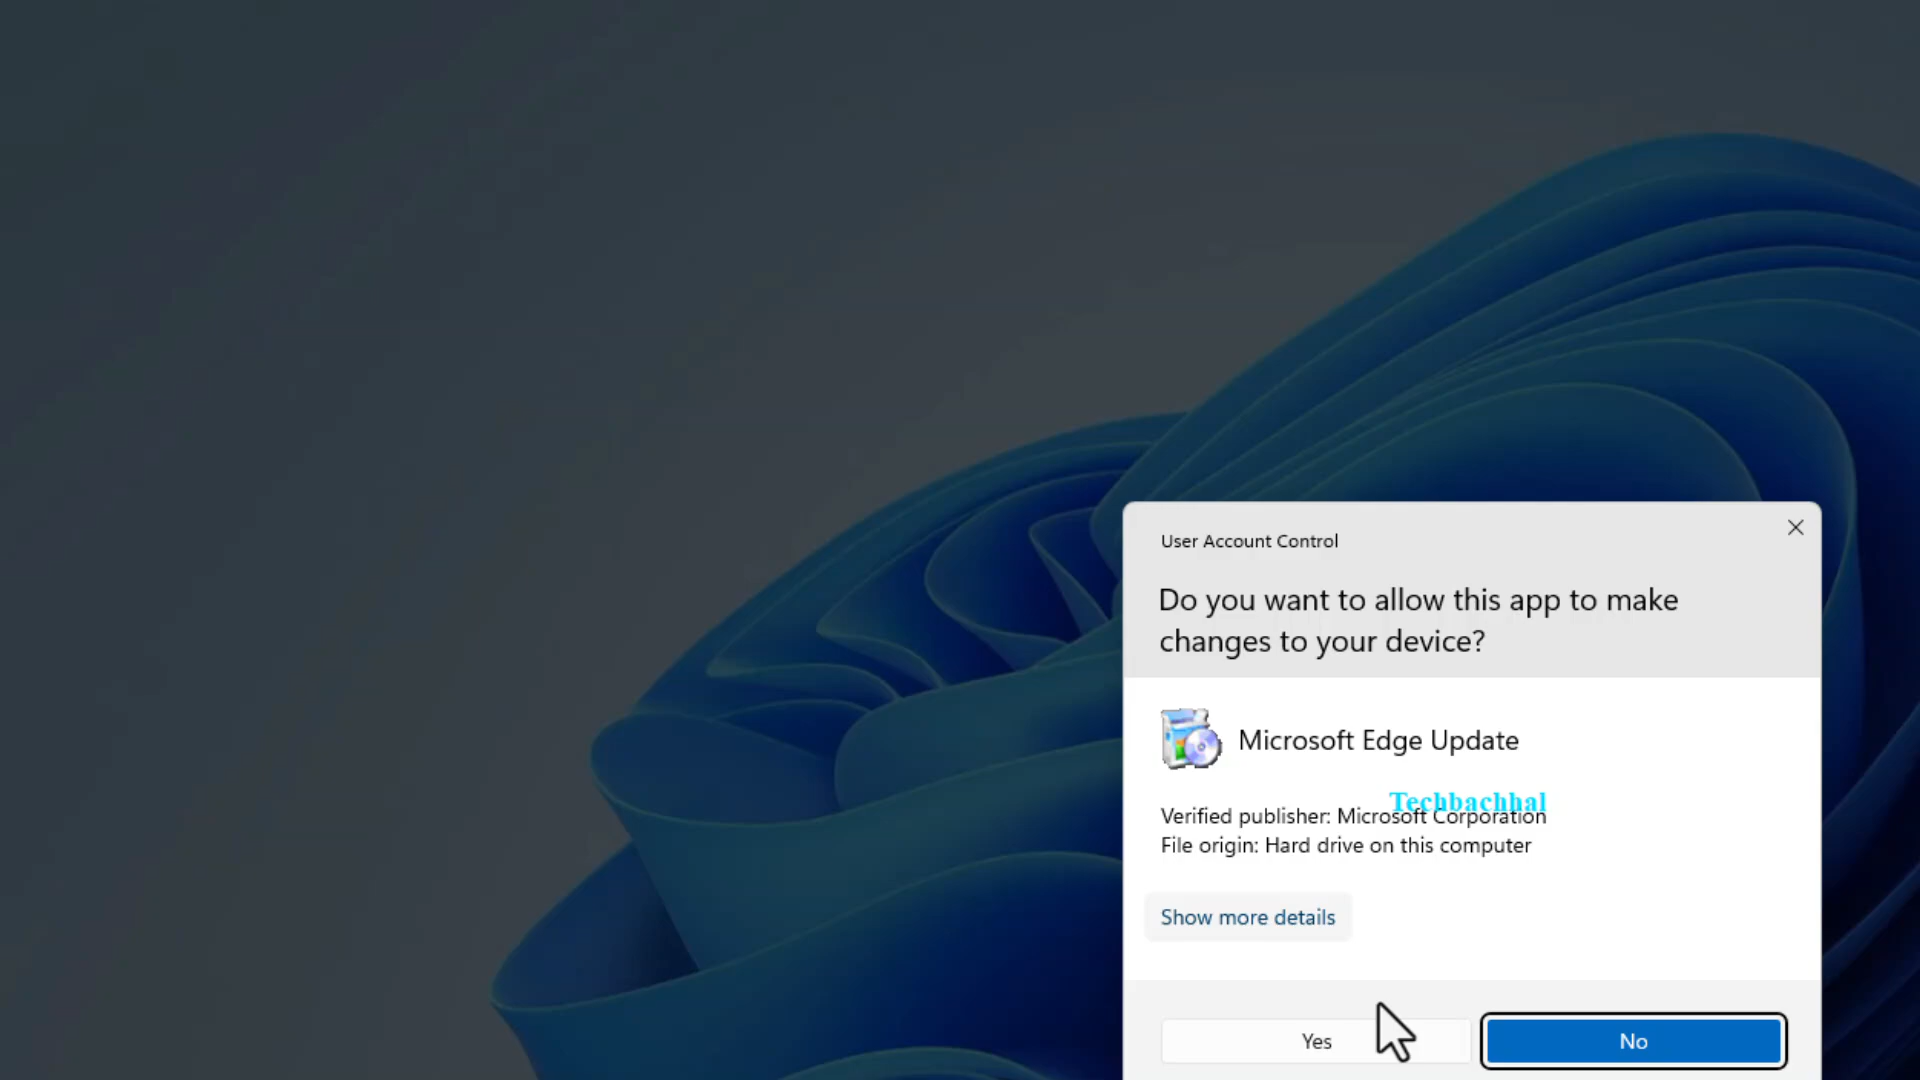 User Account Control
Do you want to allow this app to make
changes to your device?
Microsoft Edge Update
Techbachhal
Verified publisher: Microsoft Corporation
File origin: Hard drive on this computer
Show more details
Yes
No